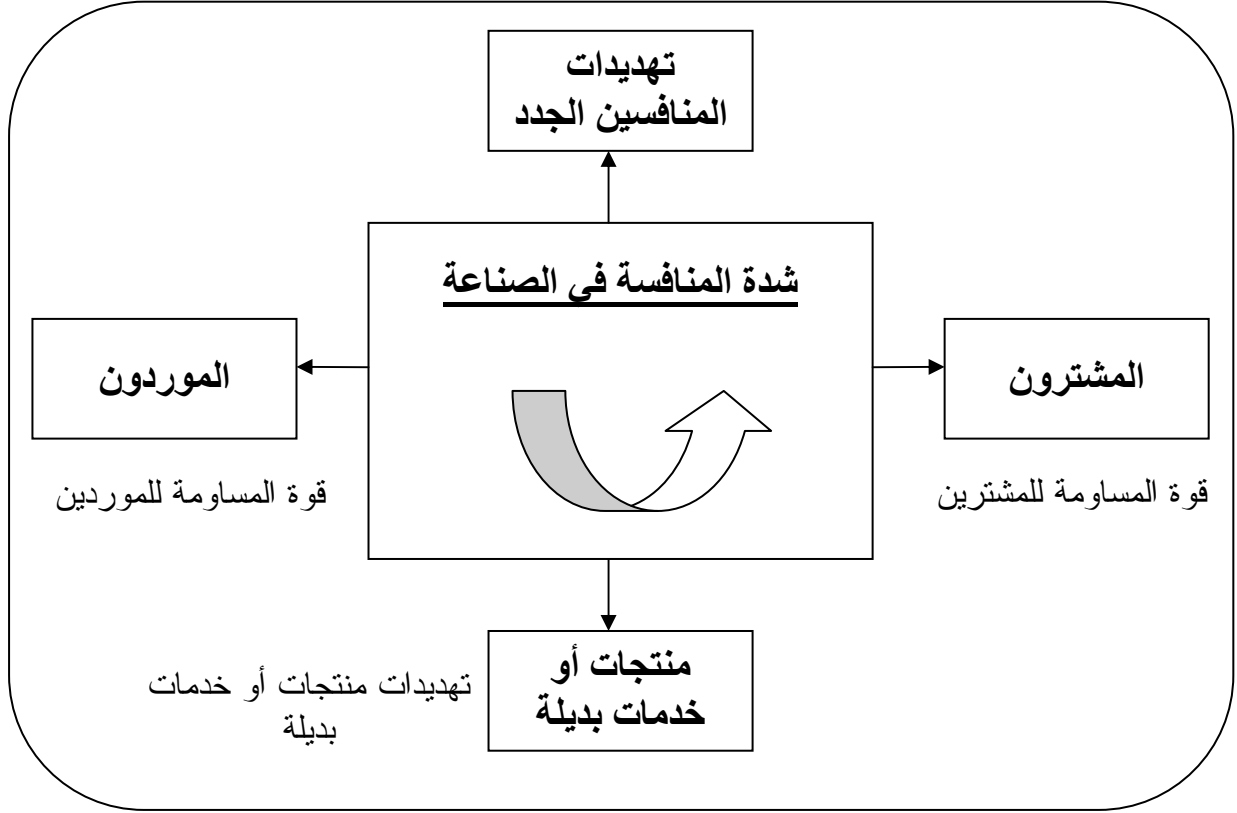 تهديدات
المنافسين الجدد
شدة المنافسة في الصناعة
المشترون
الموردون
قوة المساومة للمشترين
قوة المساومة للموردين
منتجات أو
خدمات بديلة
تهديدات منتجات أو خدمات
بديلة